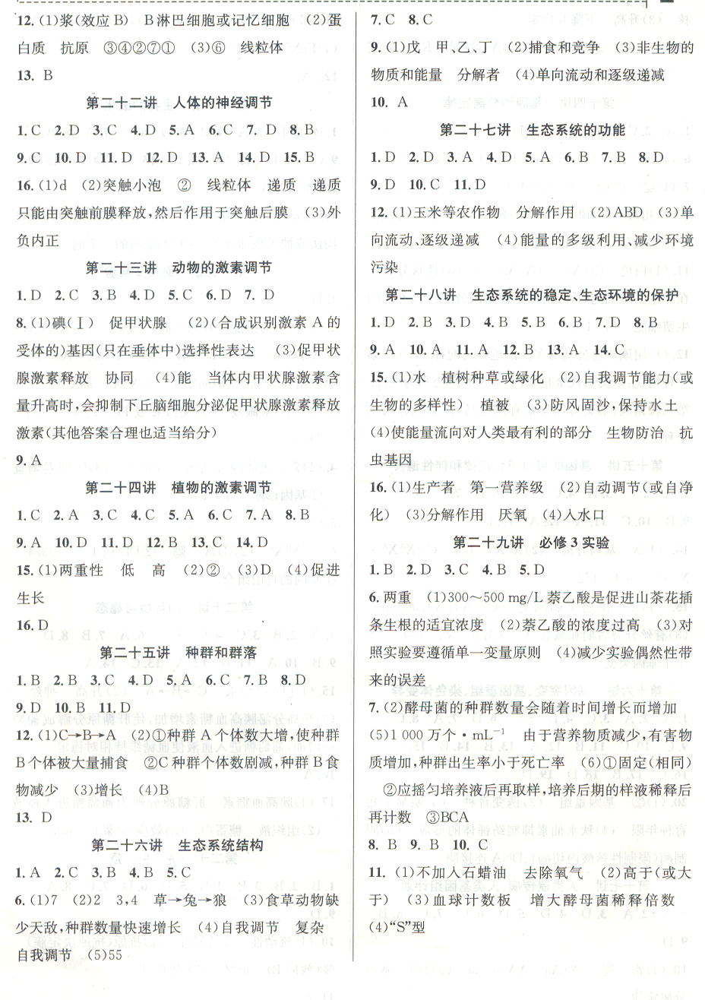 12.(1)浆(效应B) B淋巴细胞或记忆细胞 (2)蛋
白质 抗原 ③④②⑦① (3)⑥ 线粒体
13. B
第二十二讲 人体的神经调节
1.C 2.D 3.C 4.D 5.A 6.C 7.D 8.B
9.C 10.D 11.D 12.D 13.A 14.D 15.B
16.(1)d (2)突触小泡 ② 线粒体 递质 递质
只能由突触前膜释放,然后作用于突触后膜 (3)外
负内正
第二十三讲 动物的激素调节
1.D 2.C 3.B 4.D 5.C 6.D 7. D
8.(1)碘(Ⅰ) 促甲状腺 (2)(合成识别激素A的
受体的)基因(只在垂体中)选择性表达 (3)促甲状
腺激素释放 协同 (4)能 当体内甲状腺激素含
量升高时,会抑制下丘脑细胞分泌促甲状腺激素释放
激素(其他答案合理也适当给分)
9. A
第二十四讲 植物的激素调节
1.C 2.A 3.C 4.C 5.A 6.C 7.A 8.B
9.A 10.D 11.D 12.B 13.C 14.D
15.(1)两重性 低 高 (2)② (3)D (4)促进
生长
16.D
第二十五讲 种群和群落
1.B 2.B 3.C 4.D 5.A 6.C 7.B 8.D
9.D 10.B 11.D
12.(1)C→B→A (2)①种群A个体数大增,使种群
B个体被大量捕食 ②C种群个体数剧减,种群B食
物减少 (3)增长 (4)B
13. D
第二十六讲 生态系统结构
1.A 2.C 3.B 4.B 5.C
6.(1)7 (2)2 3,4 草→兔→狼 (3)食草动物缺
少天敌,种群数量快速增长 (4)自我调节 复杂
自我调节 (5)55
7.C 8.C
9.(1)戊 甲、乙、丁 (2)捕食和竞争 (3)非生物的
物质和能量 分解者 (4)单向流动和逐级递减
10. A
第二十七讲 生态系统的功能
1.D 2.D 3.A 4.D 5.A 6.B 7.B 8.D
9.D 10.C 11.D
12.(1)玉米等农作物 分解作用 (2)ABD (3)单
向流动、逐级递减 (4)能量的多级利用、减少环境
污染
第二十八讲 生态系统的稳定、生态环境的保护
1.D 2.B 3.D 4.B 5.B 6.B 7.D 8.B
9.A 10.A 11.A 12.B 13.A 14.C
15.(1)水 植树种草或绿化 (2)自我调节能力(或
生物的多样性) 植被 (3)防风固沙,保持水土
(4)使能量流向对人类最有利的部分 生物防治 抗
虫基因
16.(1)生产者 第一营养级 (2)自动调节(或自净
化) (3)分解作用 厌氧 (4)入水口
第二十九讲 必修3实验
1.B 2.D 3.C 4.B 5.D
6.两重 (1)300~500 mg/L萘乙酸是促进山茶花插
条生根的适宜浓度 (2)萘乙酸的浓度过高 (3)对
照实验要遵循单一变量原则 (4)减少实验偶然性带
来的误差
7.(2)酵母菌的种群数量会随着时间增长而增加
(5)1 000万个·mL⁻¹ 由于营养物质减少,有害物
质增加,种群出生率小于死亡率 (6)①固定(相同)
②应摇匀培养液后再取样,培养后期的样液稀释后
再计数 ③BCA
8. B 9. B 10. C
11.(1)不加入石蜡油 去除氧气 (2)高于(或大
于) (3)血球计数板 增大酵母菌稀释倍数
(4)“S”型